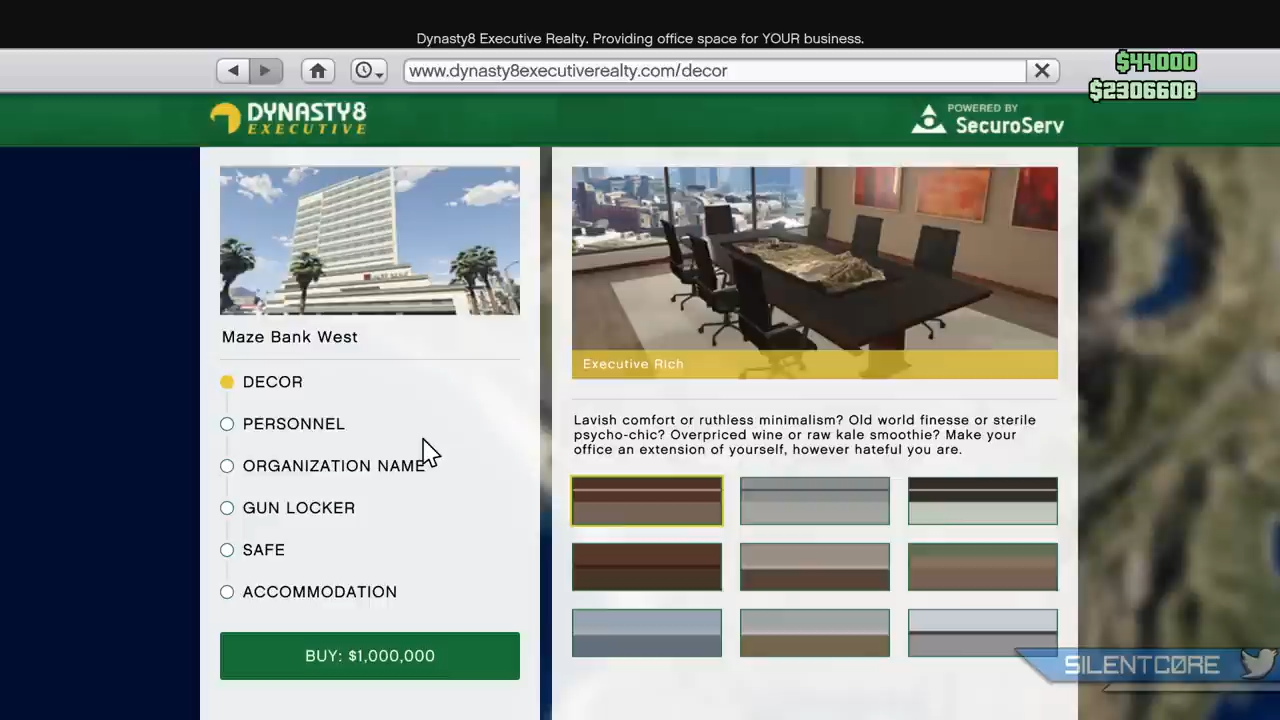 Dynasty8 Executive Realty. Providing office space for YOUR business.
www.dynasty8executiverealty.com/decor
$44000
$2306608
DYNASTY8
EXECUTIVE
POWERED BY
SecuroServ
Maze Bank West
DECOR
PERSONNEL
ORGANIZATION NAME
GUN LOCKER
SAFE
ACCOMMODATION
BUY: $1,000,000
Executive Rich
Lavish comfort or ruthless minimalism? Old world finesse or sterile
psycho-chic? Overpriced wine or raw kale smoothie? Make your
office an extension of yourself, however hateful you are.
SILENTC0RE